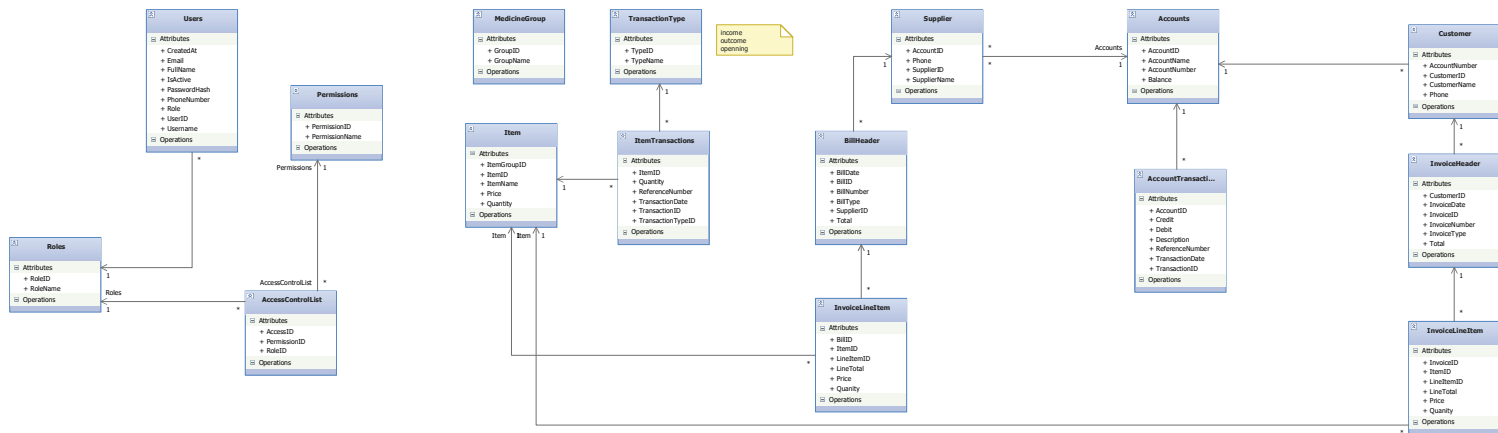 Users
Attributes
+ CreatedAt
+ Email
+ FullName
+ IsActive
+ PasswordHash
+ PhoneNumber
+ Role
+ UserID
+ Username
Operations
*
1
Permissions
Attributes
+ PermissionID
+ PermissionName
Operations
Permissions
1
Roles
Attributes
+ RoleID
+ RoleName
Operations
Roles
1
*
AccessControlList
*
AccessControlList
Attributes
+ AccessID
+ PermissionID
+ RoleID
Operations
MedicineGroup
Attributes
+ GroupID
+ GroupName
Operations
TransactionType
Attributes
+ TypeID
+ TypeName
Operations
1
*
income
outcome
openning
Item
Attributes
+ ItemGroupID
+ ItemID
+ ItemName
+ Price
+ Quantity
Operations
1
*
Item
1
Item
1
ItemTransactions
Attributes
+ ItemID
+ Quantity
+ ReferenceNumber
+ TransactionDate
+ TransactionID
+ TransactionTypeID
Operations
Supplier
Attributes
+ AccountID
+ Phone
+ SupplierID
+ SupplierName
Operations
*
*
Accounts
1
1
*
BillHeader
Attributes
+ BillDate
+ BillID
+ BillNumber
+ BillType
+ SupplierID
+ Total
Operations
1
*
InvoiceLineItem
Attributes
+ BillID
+ ItemID
+ LineItemID
+ LineTotal
+ Price
+ Quanity
Operations
*
Accounts
Attributes
+ AccountID
+ AccountName
+ AccountNumber
+ Balance
Operations
1
*
1
*
AccountTransacti...
Attributes
+ AccountID
+ Credit
+ Debit
+ Description
+ ReferenceNumber
+ TransactionDate
+ TransactionID
Operations
Customer
Attributes
+ AccountNumber
+ CustomerID
+ CustomerName
+ Phone
Operations
1
*
InvoiceHeader
Attributes
+ CustomerID
+ InvoiceDate
+ InvoiceID
+ InvoiceNumber
+ InvoiceType
+ Total
Operations
1
*
InvoiceLineItem
Attributes
+ InvoiceID
+ ItemID
+ LineItemID
+ LineTotal
+ Price
+ Quanity
Operations
*